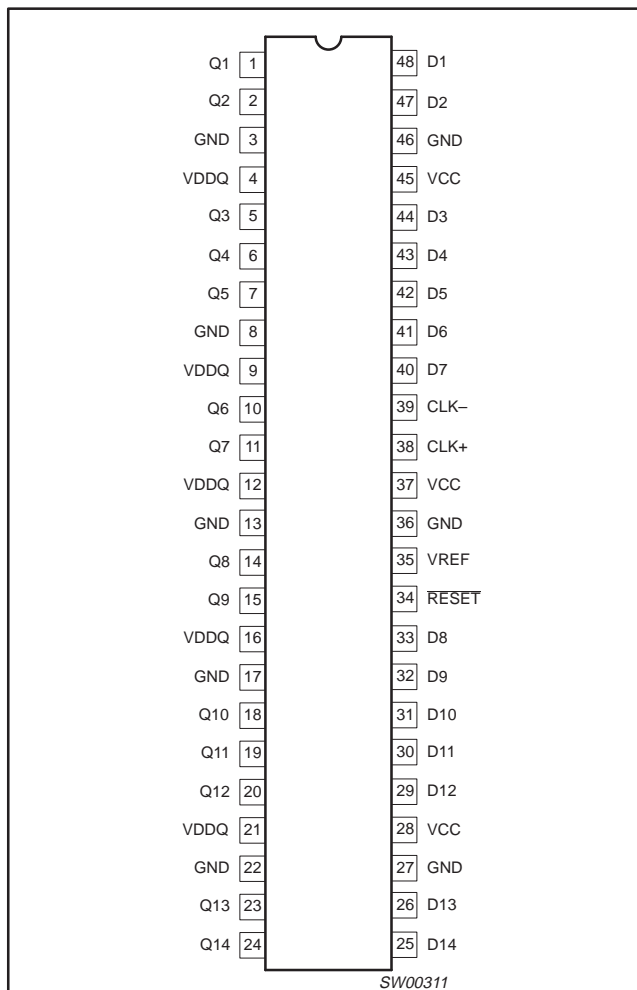 Q1 1 48 D1
Q2 2 47 D2
GND 3 46 GND
VDDQ 4 45 VCC
Q3 5 44 D3
Q4 6 43 D4
Q5 7 42 D5
GND 8 41 D6
VDDQ 9 40 D7
Q6 10 39 CLK–
Q7 11 38 CLK+
VDDQ 12 37 VCC
GND 13 36 GND
Q8 14 35 VREF
Q9 15 34 RESET
VDDQ 16 33 D8
GND 17 32 D9
Q10 18 31 D10
Q11 19 30 D11
Q12 20 29 D12
VDDQ 21 28 VCC
GND 22 27 GND
Q13 23 26 D13
Q14 24 25 D14
SW00311